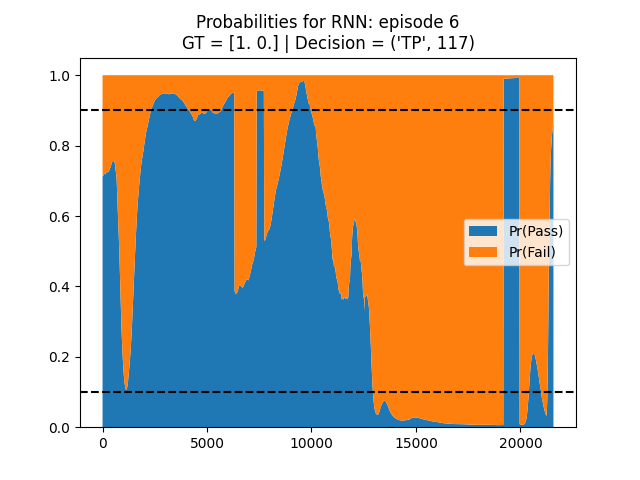 Probabilities for RNN: episode 6
GT = [1. 0.] | Decision = ('TP', 117)
1.0
0.8
0.6
0.4
0.2
0.0
Pr(Pass)
Pr(Fail)
0 5000 10000 15000 20000